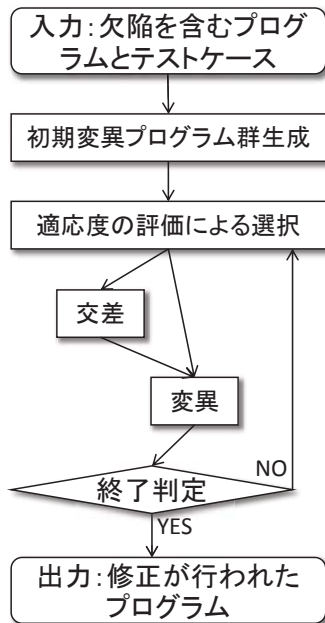 入力：欠陥を含むプログ
ラムとテストケース
初期変異プログラム群生成
適応度の評価による選択
交差
変異
終了判定
NO
YES
出力：修正が行われた
プログラム